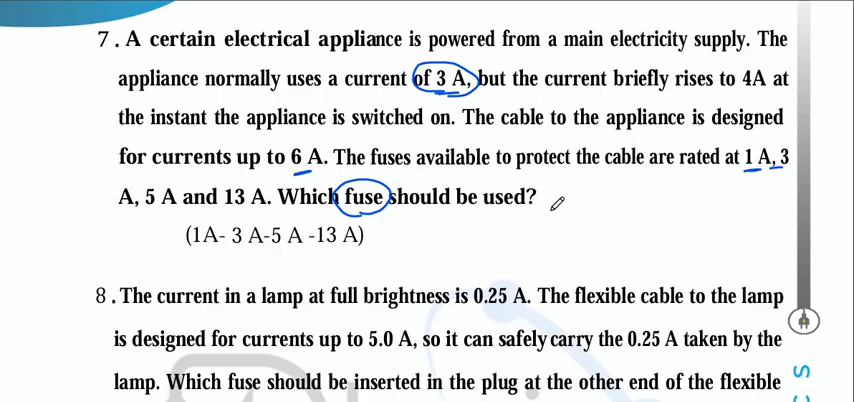 7 . A certain electrical appliance is powered from a main electricity supply. The
appliance normally uses a current of 3 A, but the current briefly rises to 4A at
the instant the appliance is switched on. The cable to the appliance is designed
for currents up to 6 A. The fuses available to protect the cable are rated at 1 A, 3
A, 5 A and 13 A. Which fuse should be used?
(1A- 3 A-5 A -13 A)
8 . The current in a lamp at full brightness is 0.25 A. The flexible cable to the lamp
is designed for currents up to 5.0 A, so it can safely carry the 0.25 A taken by the
lamp. Which fuse should be inserted in the plug at the other end of the flexible